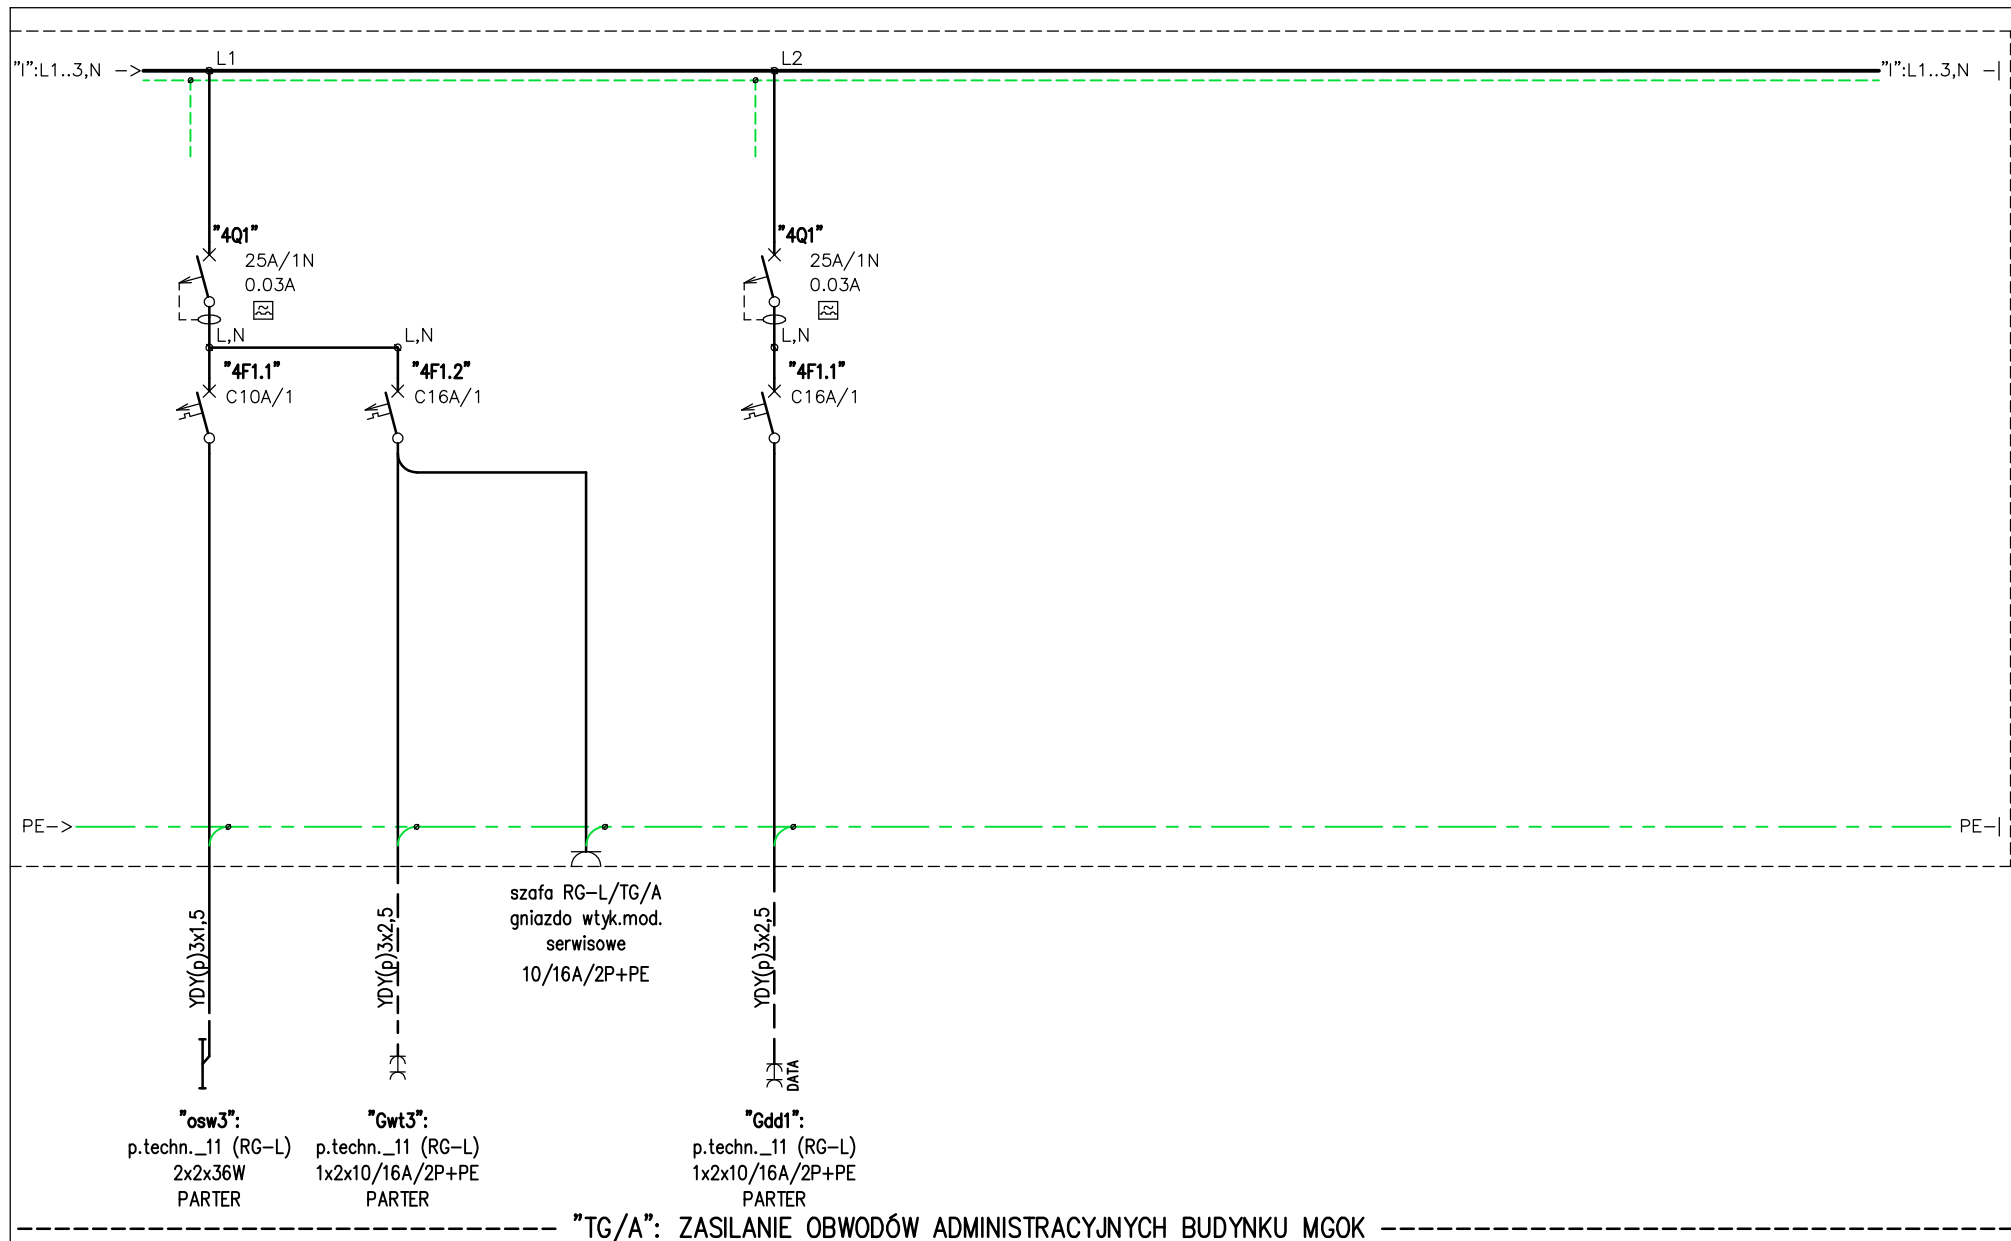 L1
L2
"I":L1..3,N ->
"I":L1..3,N -|
"4Q1"
25A/1N
0.03A
"4Q1"
25A/1N
0.03A
L,N
L,N
L,N
"4F1.1"
C10A/1
"4F1.2"
C16A/1
"4F1.1"
C16A/1
PE->
PE-|
YDY(p)3x1,5
YDY(p)3x2,5
szafa RG-L/TG/A
gniazdo wtyk.mod.
serwisowe
10/16A/2P+PE
YDY(p)3x2,5
DATA
"osw3":
p.techn._11 (RG-L)
2x2x36W
PARTER
"Gwt3":
p.techn._11 (RG-L)
1x2x10/16A/2P+PE
PARTER
"Gdd1":
p.techn._11 (RG-L)
1x2x10/16A/2P+PE
PARTER
"TG/A": ZASILANIE OBWODÓW ADMINISTRACYJNYCH BUDYNKU MGOK